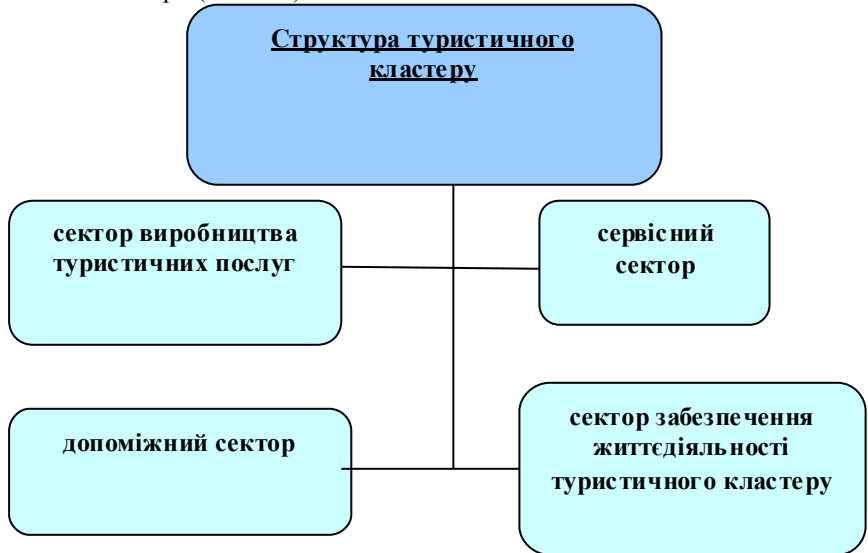 Структура туристичного
кластеру
сектор виробництва
туристичних послуг
сервісний
сектор
допоміжний сектор
сектор забезпечення
життєдіяльності
туристичного кластеру